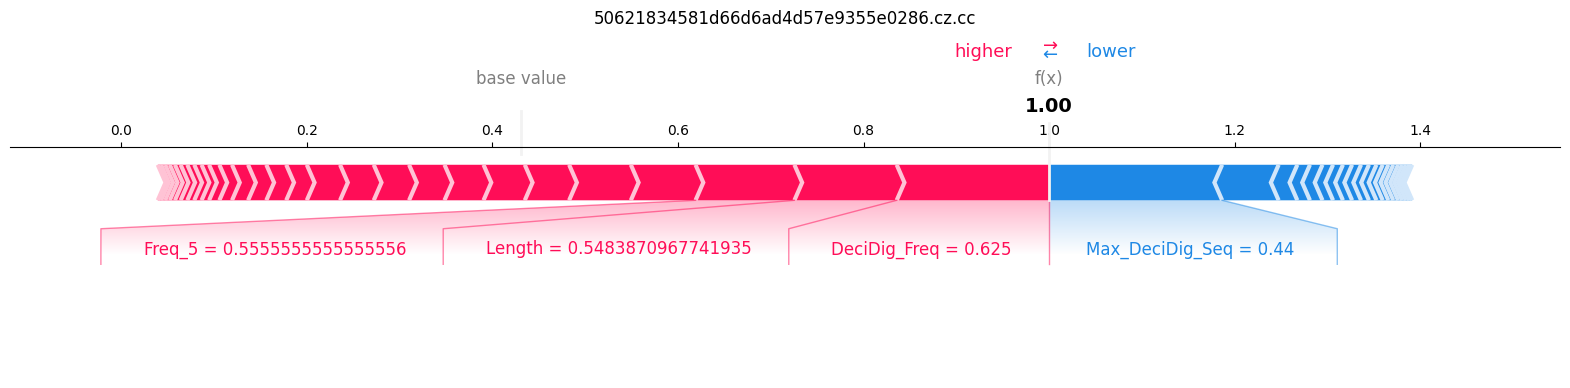 50621834581d66d6ad4d57e9355e0286.cz.cc
higher ⇄ lower
base value f(x)
1.00
0.0 0.2 0.4 0.6 0.8 1.0 1.2 1.4
Freq_5 = 0.5555555555555556 Length = 0.5483870967741935 DeciDig_Freq = 0.625 Max_DeciDig_Seq = 0.44